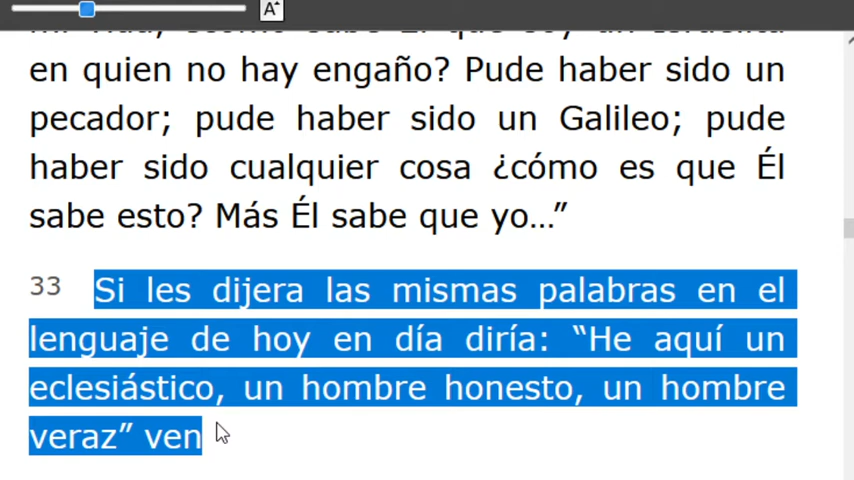 A
en quien no hay engaño? Pude haber sido un
pecador; pude haber sido un Galileo; pude
haber sido cualquier cosa ¿cómo es que Él
sabe esto? Más Él sabe que yo…”
33 Si les dijera las mismas palabras en el
lenguaje de hoy en día diría: “He aquí un
eclesiástico, un hombre honesto, un hombre
veraz” ven